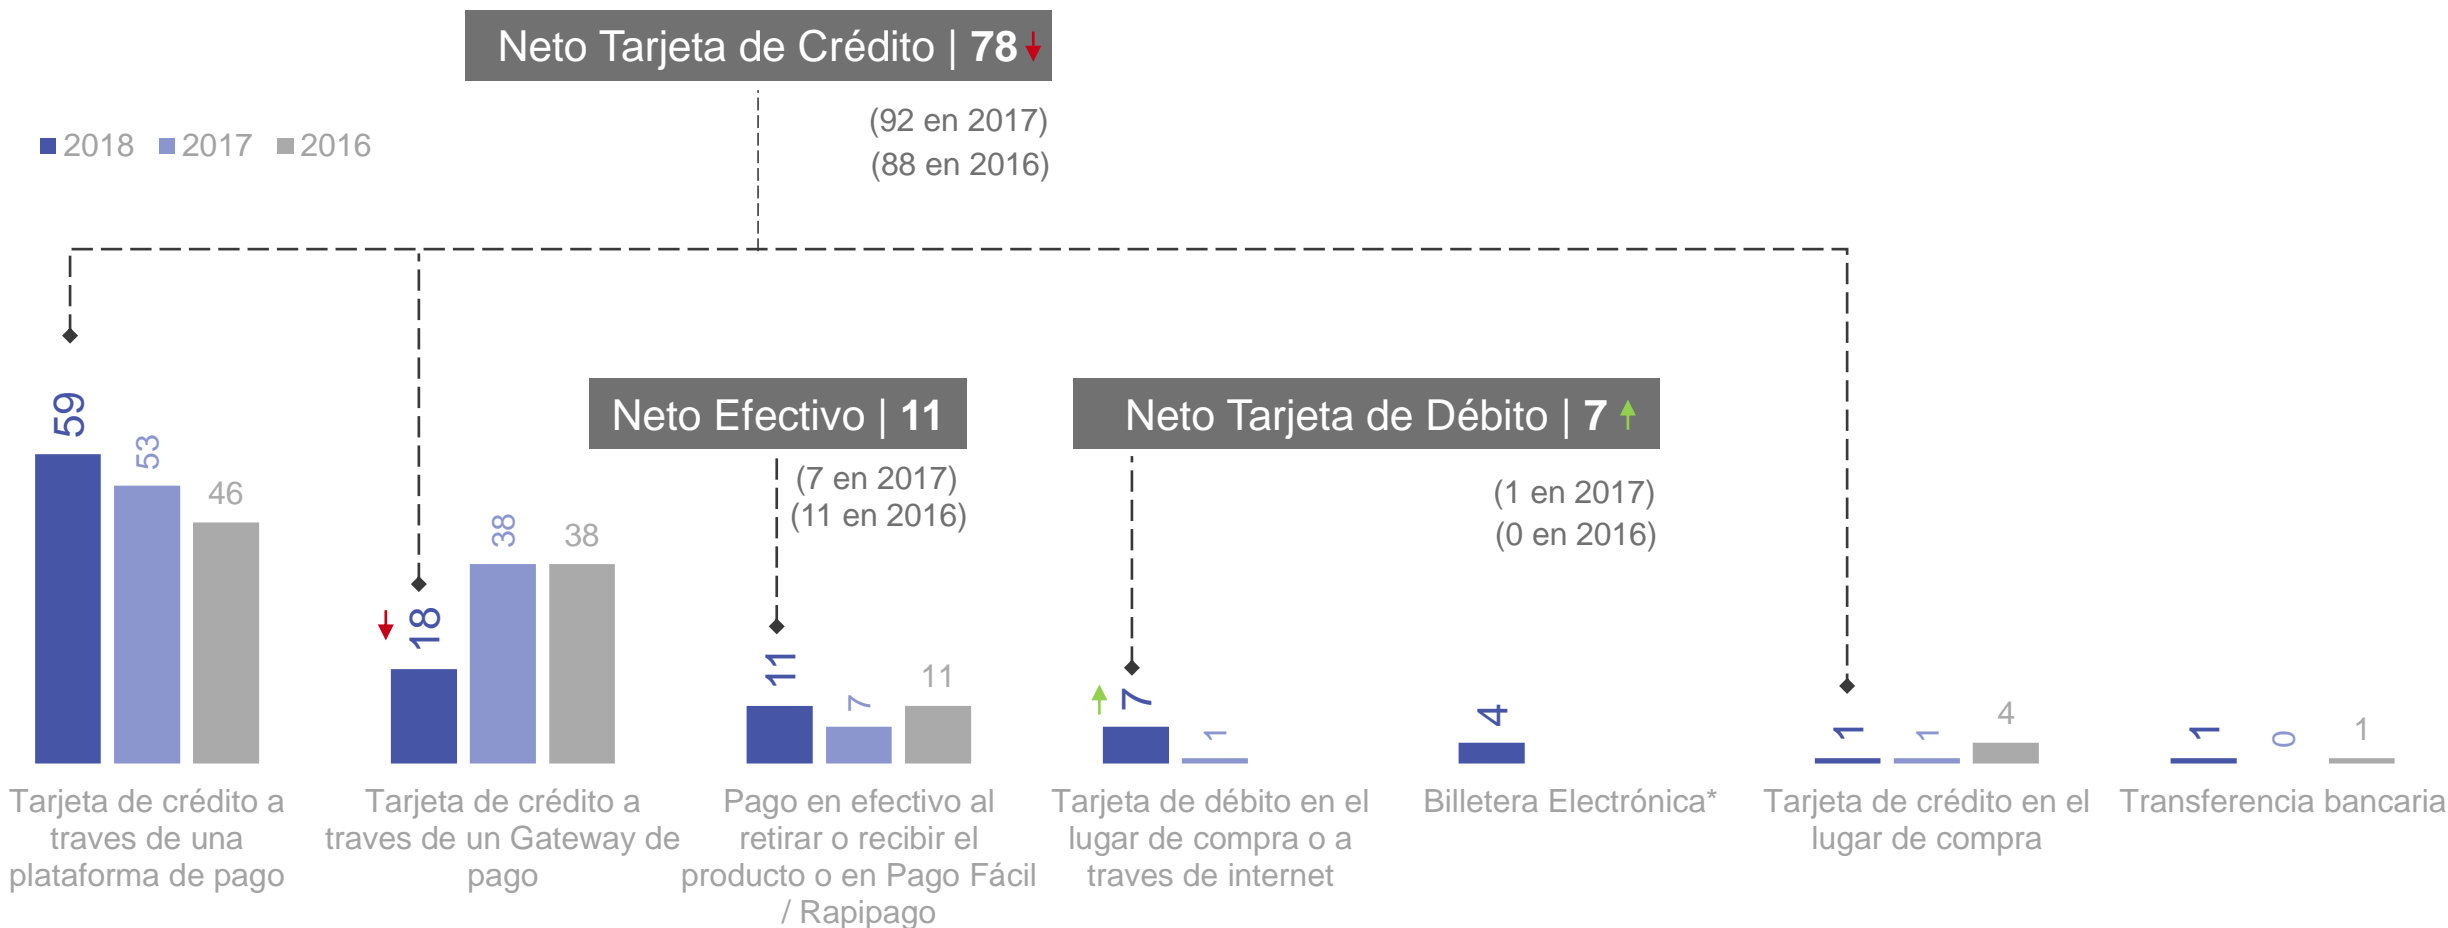 Neto Tarjeta de Crédito | 78
(92 en 2017)
(88 en 2016)
2018 2017 2016
Neto Efectivo | 11
(7 en 2017)
(11 en 2016)
Neto Tarjeta de Débito | 7
(1 en 2017)
(0 en 2016)
59 53 46
18 38 38
11 7 11
7 1
4
1 1 4
1 0 1
Tarjeta de crédito a
traves de una
plataforma de pago
Tarjeta de crédito a
traves de un Gateway de
pago
Pago en efectivo al
retirar o recibir el
producto o en Pago Fácil
/ Rapipago
Tarjeta de débito en el
lugar de compra o a
traves de internet
Billetera Electrónica*
Tarjeta de crédito en el
lugar de compra
Transferencia bancaria